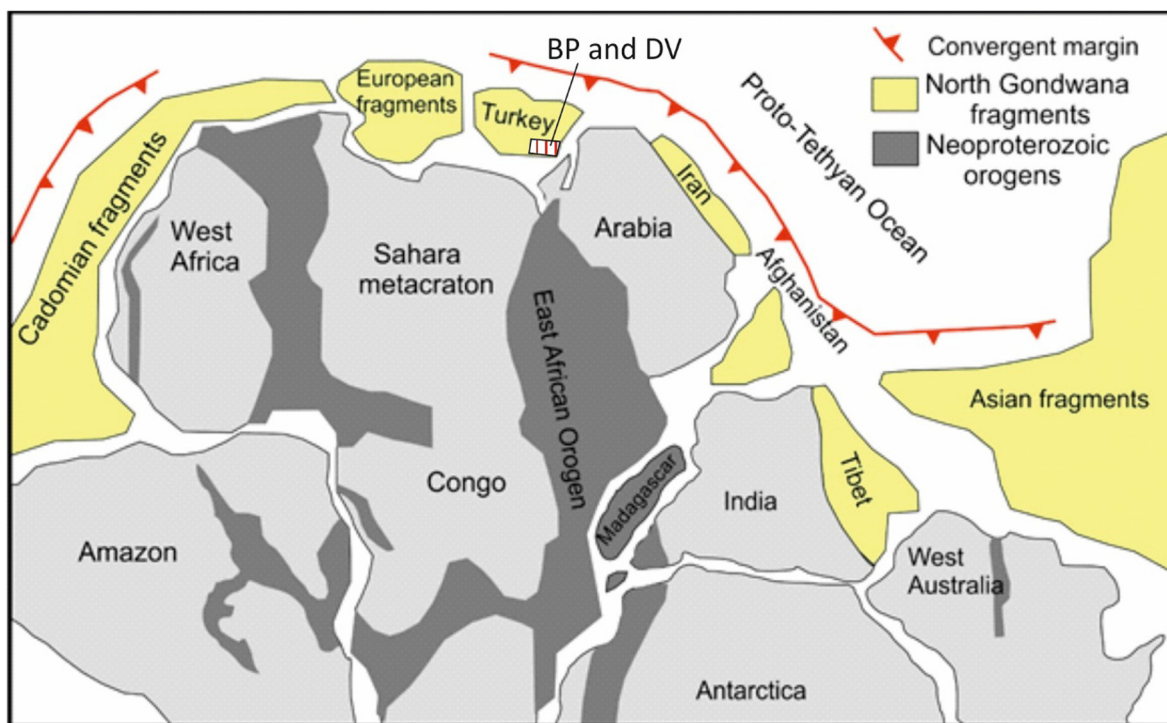 BP and DV
Convergent margin
North Gondwana
fragments
Neoproterozoic
orogens
European
fragments
Turkey
Proto-Tethyan Ocean
Cadomian fragments
West
Africa
Sahara
metacraton
Arabia
Iran
Afghanistan
East African Orogen
Asian fragments
Congo
Madagascar
India
Tibet
Amazon
West
Australia
Antarctica